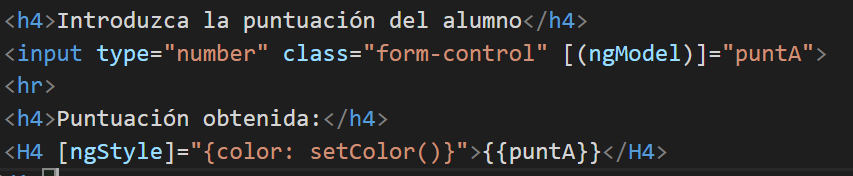 <h4>Introduzca la puntuación del alumno</h4>
<input type="number" class="form-control" [(ngModel)]="puntA">
<hr>
<h4>Puntuación obtenida:</h4>
<H4 [ngStyle]="{color: setColor()}">{{puntA}}</H4>